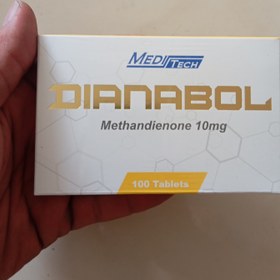 MEDITECH
DIANABOL
Methandienone 10mg
100 Tablets